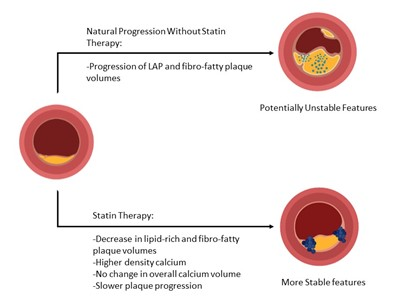 Natural Progression Without Statin
Therapy:
-Progression of LAP and fibro-fatty plaque
volumes
Potentially Unstable Features
Statin Therapy:
-Decrease in lipid-rich and fibro-fatty
plaque volumes
-Higher density calcium
-No change in overall calcium volume
-Slower plaque progression
More Stable features